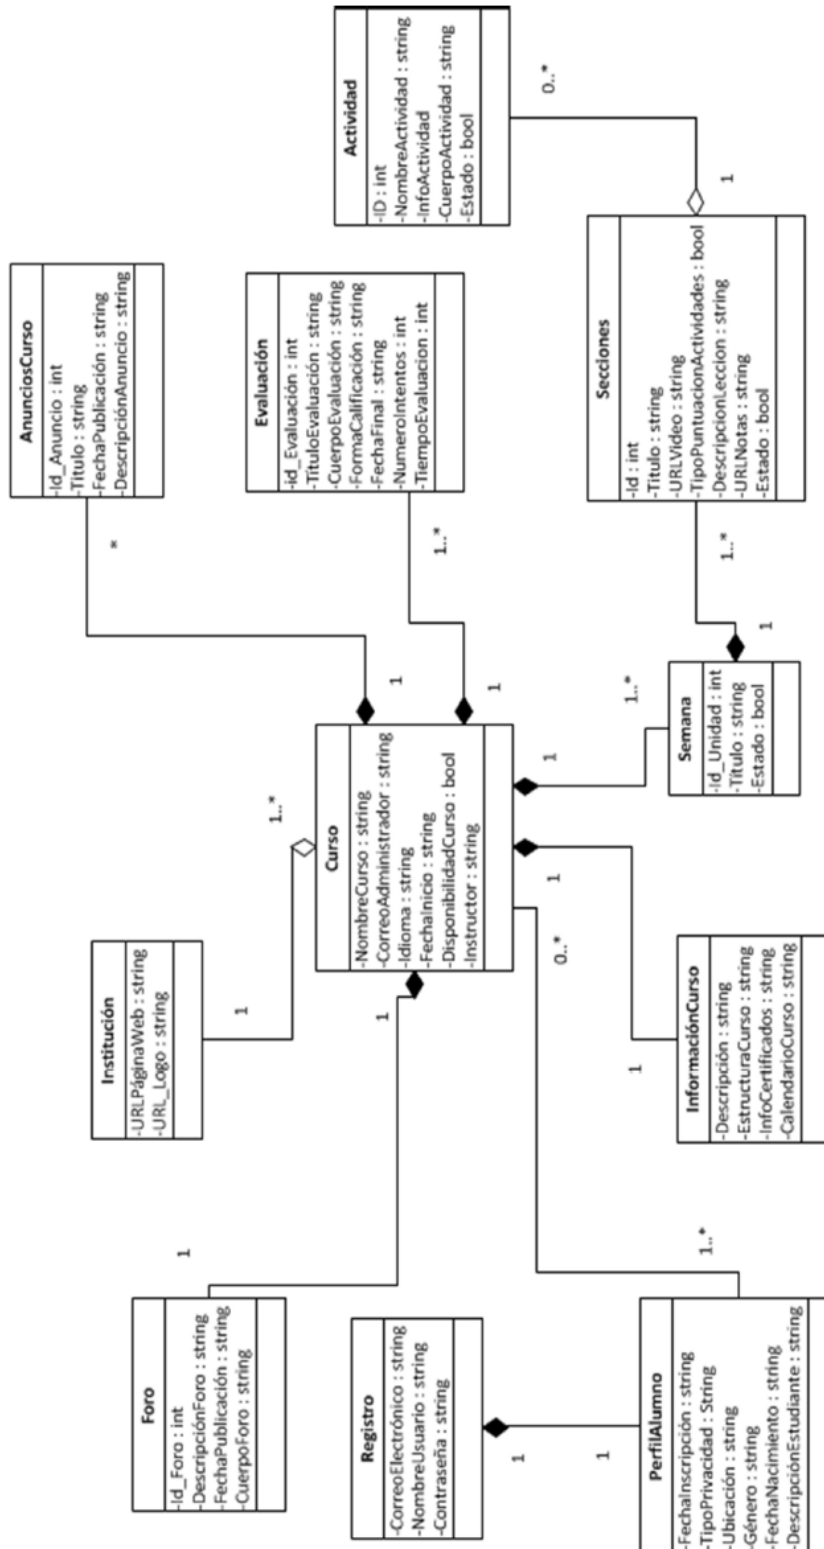 Foro
-Id_Foro : int
-DescripciónForo : string
-FechaPublicación : string
-CuerpoForo : string
1
Institución
-URLPáginaWeb : string
-URL_Logo : string
1
AnunciosCurso
-Id_Anuncio : int
-Título : string
-FechaPublicación : string
-DescripciónAnuncio : string
*
Evaluación
-id_Evaluación : int
-TítuloEvaluación : string
-CuerpoEvaluación : string
-FormaCalificación : string
-FechaFinal : string
-NumeroIntentos : int
-TiempoEvaluacion : int
1..*
Actividad
-ID : int
-NombreActividad : string
-InfoActividad
-CuerpoActividad : string
-Estado : bool
0..*
Registro
-CorreoElectrónico : string
-NombreUsuario : string
-Contraseña : string
1
1
Curso
-NombreCurso : string
-CorreoAdministrador : string
-Idioma : string
-FechaInicio : string
-DisponibilidadCurso : bool
-Instructor : string
1..*
1
1
1
1
1
0..*
PerfilAlumno
-FechaInscripción : string
-TipoPrivacidad : String
-Ubicación : string
-Género : string
-FechaNacimiento : string
-DescripciónEstudiante : string
1..*
InformaciónCurso
-Descripción : string
-EstructuraCurso : string
-InfoCertificados : string
-CalendarioCurso : string
1
Semana
-Id_Unidad : int
-Título : string
-Estado : bool
1..*
1
Secciones
-Id : int
-Título : string
-URLVideo : string
-TipoPuntuacionActividades : bool
-DescripcionLeccion : string
-URLNotas : string
-Estado : bool
1..*
1